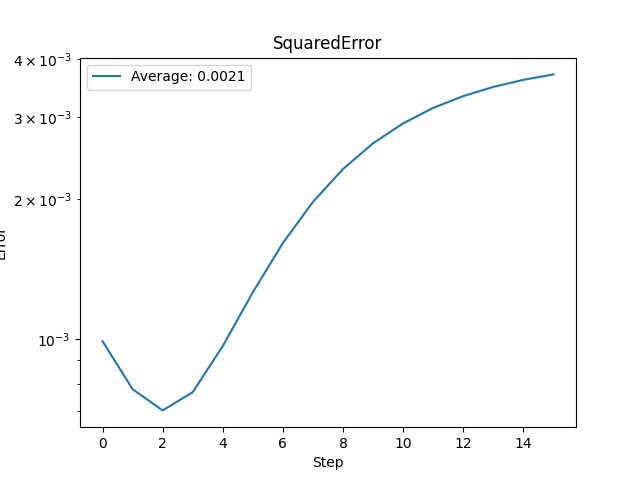 SquaredError
Average: 0.0021
4 × 10⁻³
3 × 10⁻³
2 × 10⁻³
10⁻³
Error
0 2 4 6 8 10 12 14
Step